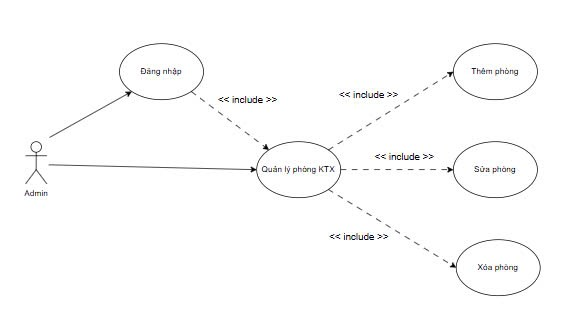 Đăng nhập
Thêm phòng
<< include >>
<< include >>
<< include >>
Quản lý phòng KTX
Sửa phòng
Admin
<< include >>
Xóa phòng